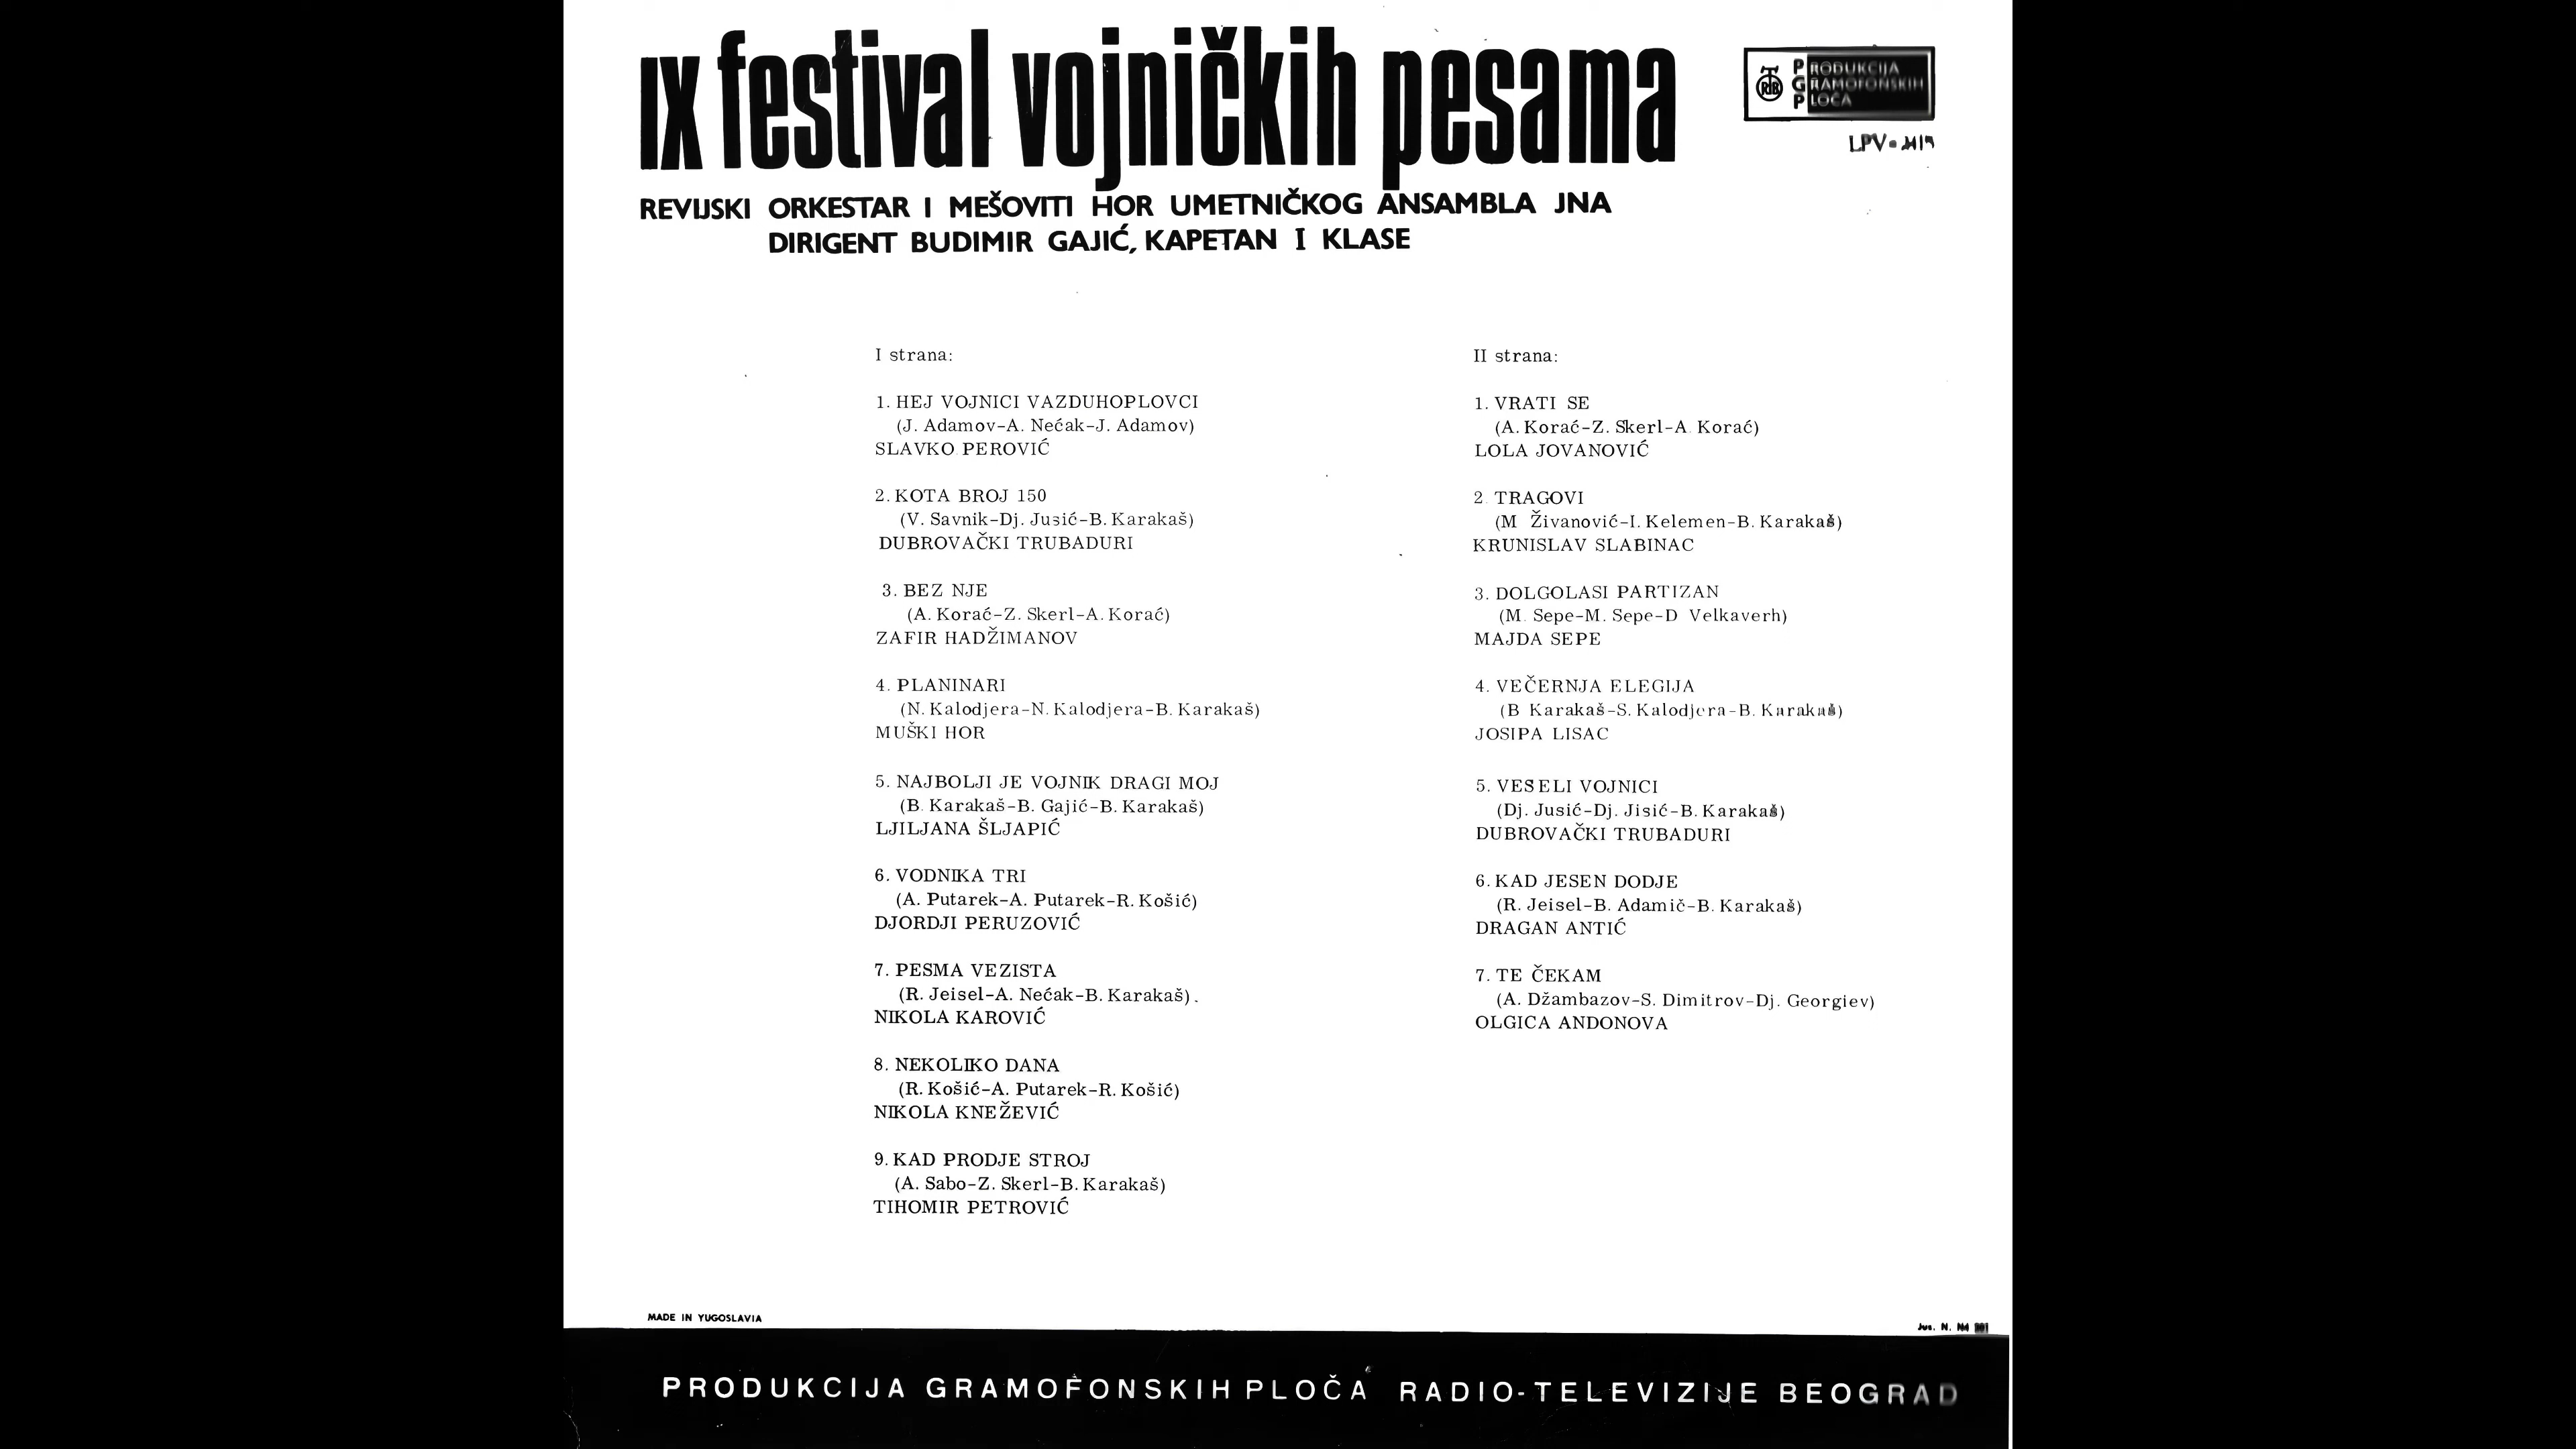 IX festival vojničkih pesama
PRODUKCIJA
GRAMOFONSKIH
PLOČA
REVIJSKI ORKESTAR I MEŠOVITI HOR UMETNIČKOG ANSAMBLA JNA
DIRIGENT BUDIMIR GAJIĆ, KAPETAN I KLASE
I strana:
1. HEJ VOJNICI VAZDUHOPLOVCI
(J. Adamov-A. Nećak-J. Adamov)
SLAVKO PEROVIĆ
2. KOTA BROJ 150
(V. Savnik-Dj. Jusić-B. Karakaš)
DUBROVAČKI TRUBADURI
3. BEZ NJE
(A. Korać-Z. Skerl-A. Korać)
ZAFIR HADŽIMANOV
4. PLANINARI
(N. Kalodjera-N. Kalodjera-B. Karakaš)
MUŠKI HOR
5. NAJBOLJI JE VOJNIK DRAGI MOJ
(B. Karakaš-B. Gajić-B. Karakaš)
LJILJANA ŠLJAPIĆ
6. VODNIKA TRI
(A. Putarek-A. Putarek-R. Košić)
DJORDJI PERUZOVIĆ
7. PESMA VEZISTA
(R. Jeisel-A. Nećak-B. Karakaš).
NIKOLA KAROVIĆ
8. NEKOLIKO DANA
(R. Košić-A. Putarek-R. Košić)
NIKOLA KNEŽEVIĆ
9. KAD PRODJE STROJ
(A. Sabo-Z. Skerl-B. Karakaš)
TIHOMIR PETROVIĆ
II strana:
1. VRATI SE
(A. Korać-Z. Skerl-A. Korać)
LOLA JOVANOVIĆ
2 TRAGOVI
(M Živanović-I. Kelemen-B. Karakaš)
KRUNISLAV SLABINAC
3. DOLGOLASI PARTIZAN
(M. Sepe-M. Sepe-D Velkaverh)
MAJDA SEPE
4. VEČERNJA ELEGIJA
(B Karakaš-S. Kalodjera-B. Karakaš)
JOSIPA LISAC
5. VESELI VOJNICI
(Dj. Jusić-Dj. Jisić-B. Karakaš)
DUBROVAČKI TRUBADURI
6. KAD JESEN DODJE
(R. Jeisel-B. Adamič-B. Karakaš)
DRAGAN ANTIĆ
7. TE ČEKAM
(A. Džambazov-S. Dimitrov-Dj. Georgiev)
OLGICA ANDONOVA
MADE IN YUGOSLAVIA
PRODUKCIJA GRAMOFONSKIH PLOČA RADIO-TELEVIZIJE BEOGRAD